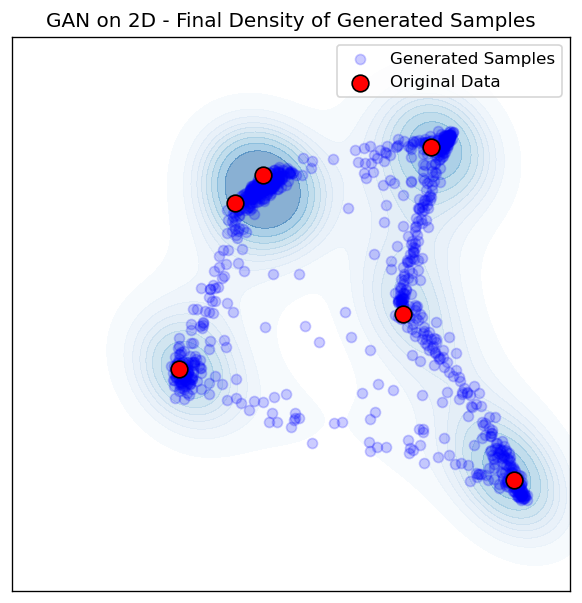 GAN on 2D - Final Density of Generated Samples
Generated Samples
Original Data